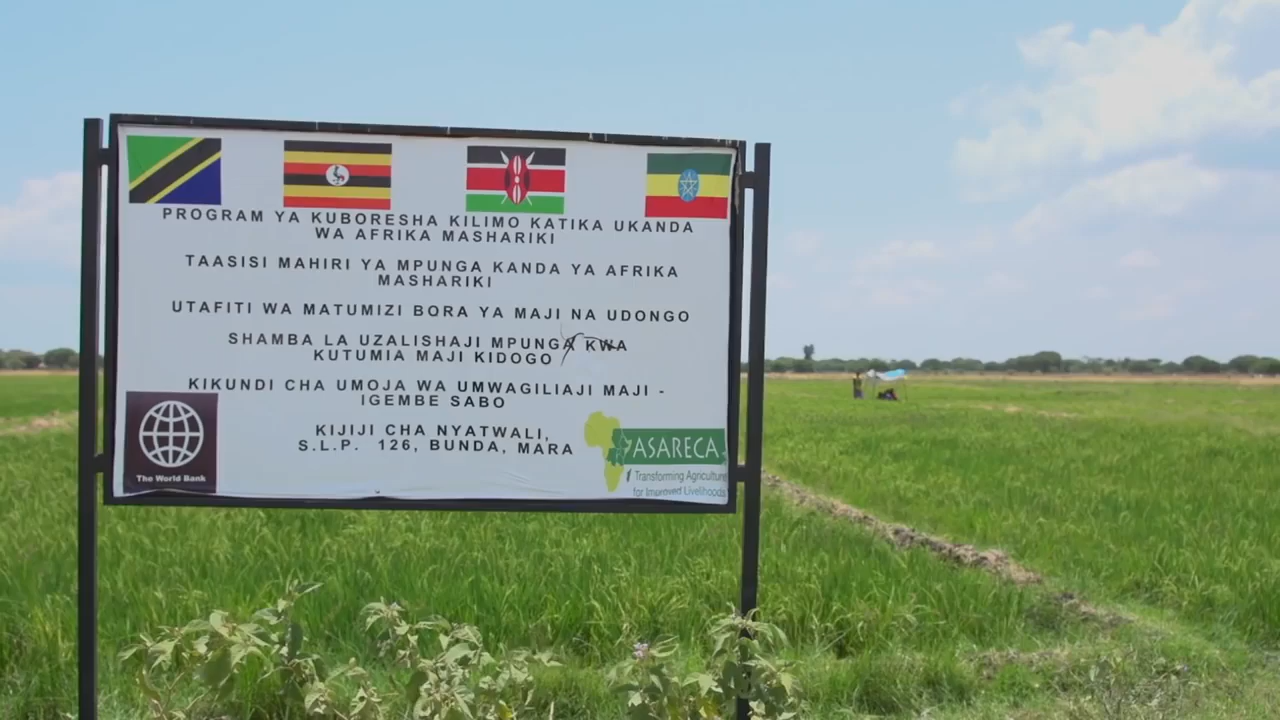 PROGRAM YA KUBORESHA KILIMO KATIKA UKANDA
WA AFRIKA MASHARIKI
TAASISI MAHIRI YA MPUNGA KANDA YA AFRIKA
MASHARIKI
UTAFITI WA MATUMIZI BORA YA MAJI NA UDONGO
SHAMBA LA UZALISHAJI MPUNGA KWA
KUTUMIA MAJI KIDOGO
KIKUNDI CHA UMOJA WA UMWAGILIAJI MAJI -
IGEMBE SABO
KIJIJI CHA NYATWALI,
S.L.P. 126, BUNDA, MARA
The World Bank
ASARECA
Transforming Agriculture
for Improved Livelihoods